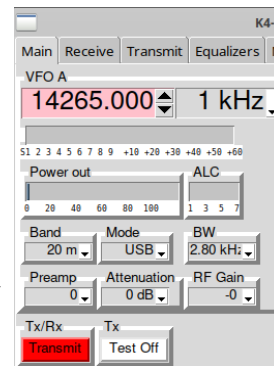 K4-
Main Receive Transmit Equalizers
VFO A
14265.000 1 kHz
S1 2 3 4 5 6 7 8 9 +10 +20 +30 +40 +50 +60
Power out ALC
0 20 40 60 80 100 1 3 5 7
Band Mode BW
20 m USB 2.80 kHz
Preamp Attenuation RF Gain
0 0 dB -0
Tx/Rx Tx
Transmit Test Off